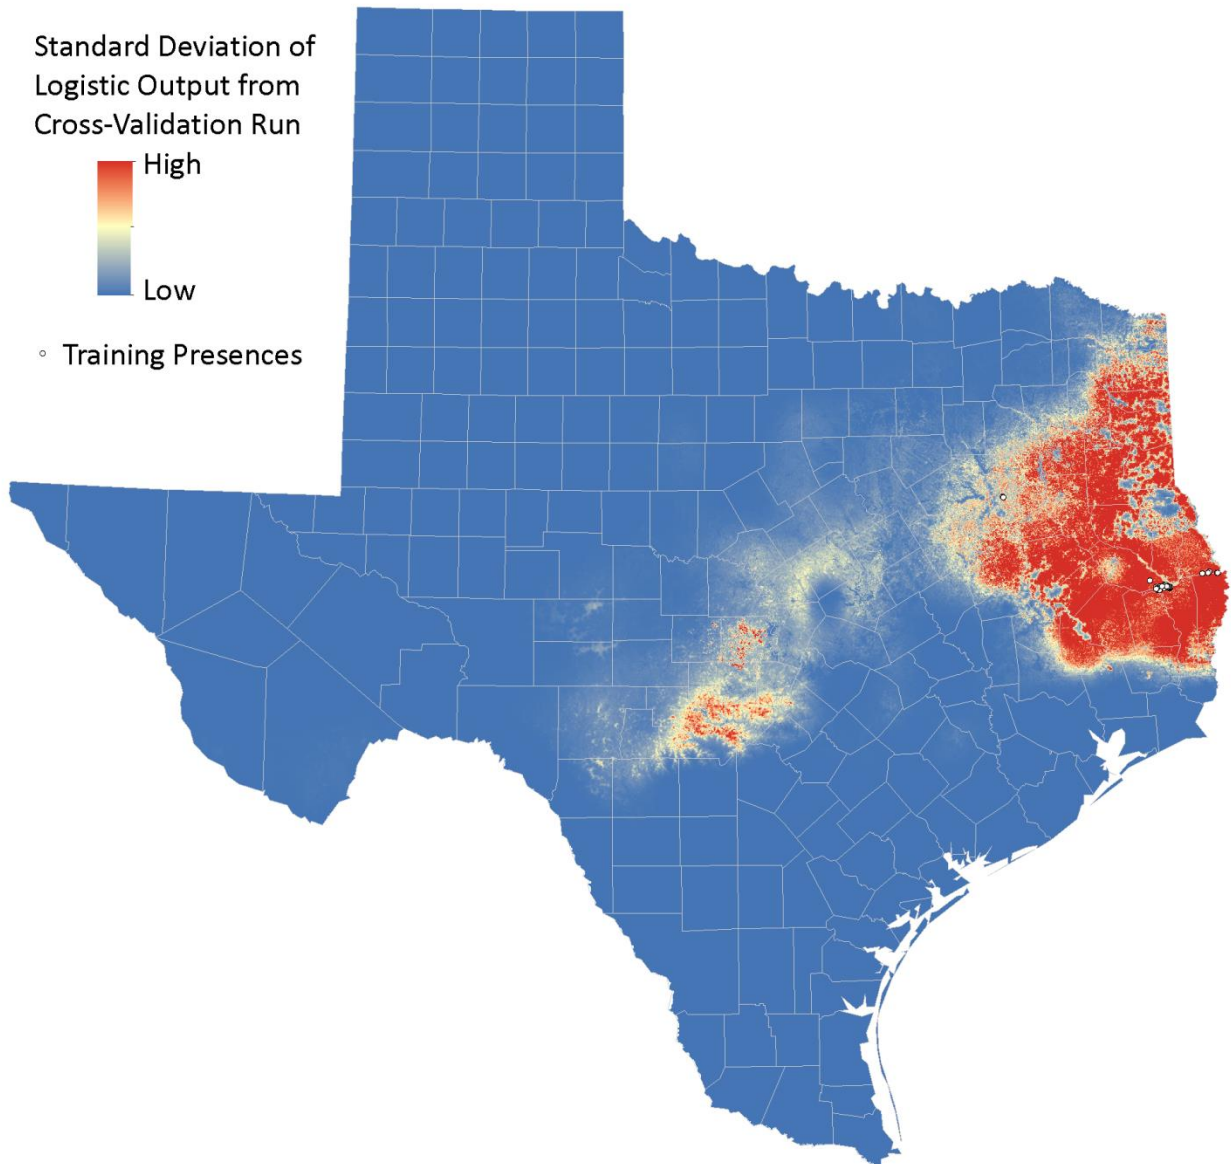 Standard Deviation of
Logistic Output from
Cross-Validation Run
High
Low
Training Presences